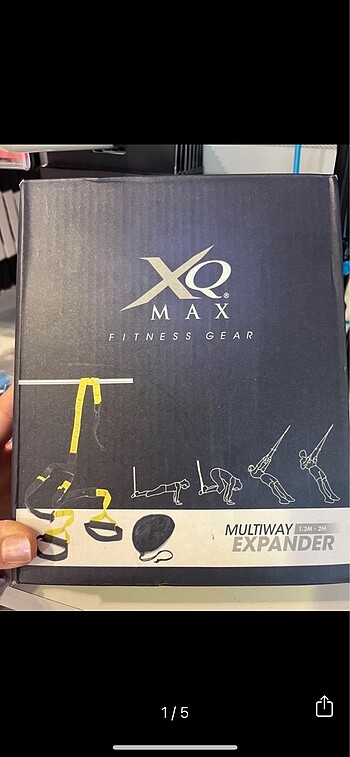 XQ®
MAX
FITNESS GEAR
MULTIWAY 1.3M - 2M
EXPANDER
1/5